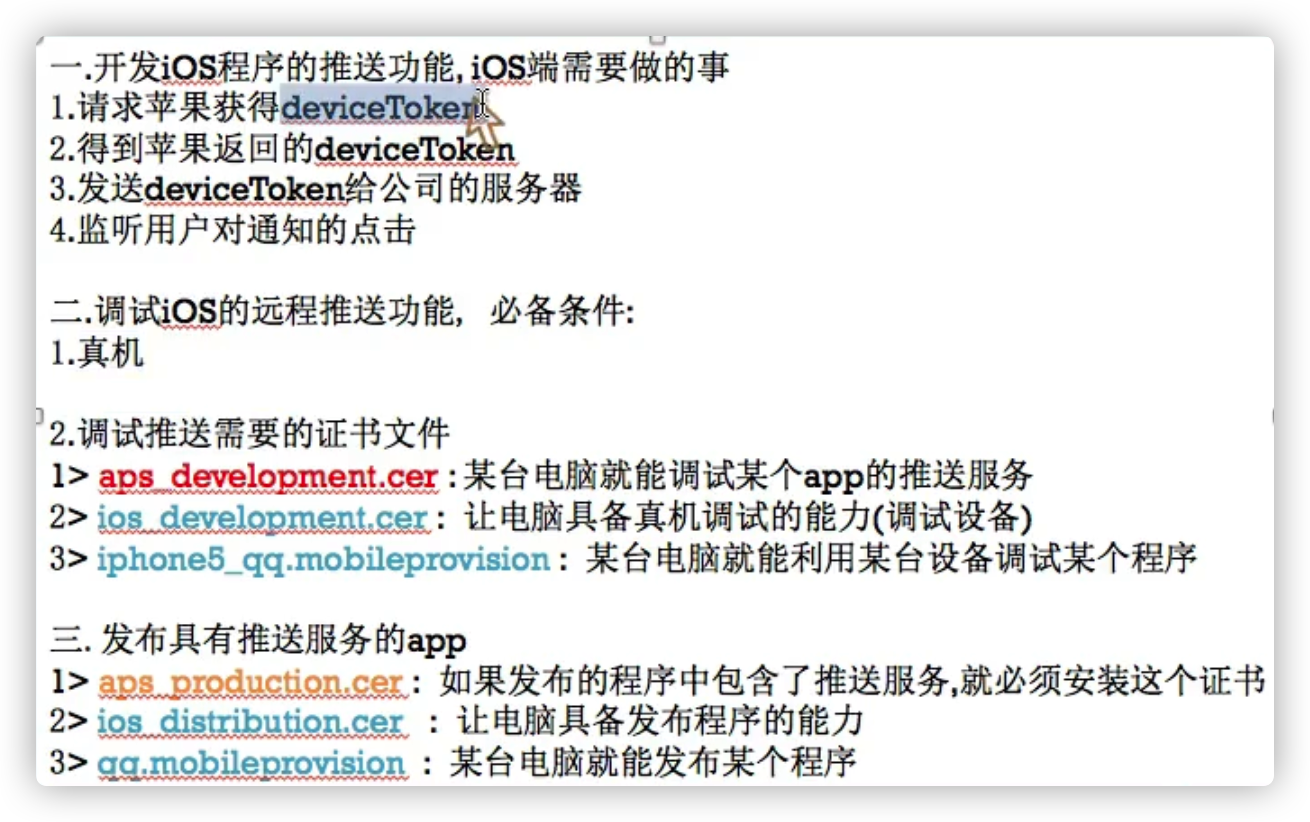 一.开发iOS程序的推送功能, iOS端需要做的事
1.请求苹果获得deviceToken
2.得到苹果返回的deviceToken
3.发送deviceToken给公司的服务器
4.监听用户对通知的点击
二.调试iOS的远程推送功能, 必备条件:
1.真机
2.调试推送需要的证书文件
1> aps_development.cer :某台电脑就能调试某个app的推送服务
2> ios_development.cer : 让电脑具备真机调试的能力(调试设备)
3> iphone5_qq.mobileprovision : 某台电脑就能利用某台设备调试某个程序
三. 发布具有推送服务的app
1> aps_production.cer : 如果发布的程序中包含了推送服务,就必须安装这个证书
2> ios_distribution.cer : 让电脑具备发布程序的能力
3> qq.mobileprovision : 某台电脑就能发布某个程序